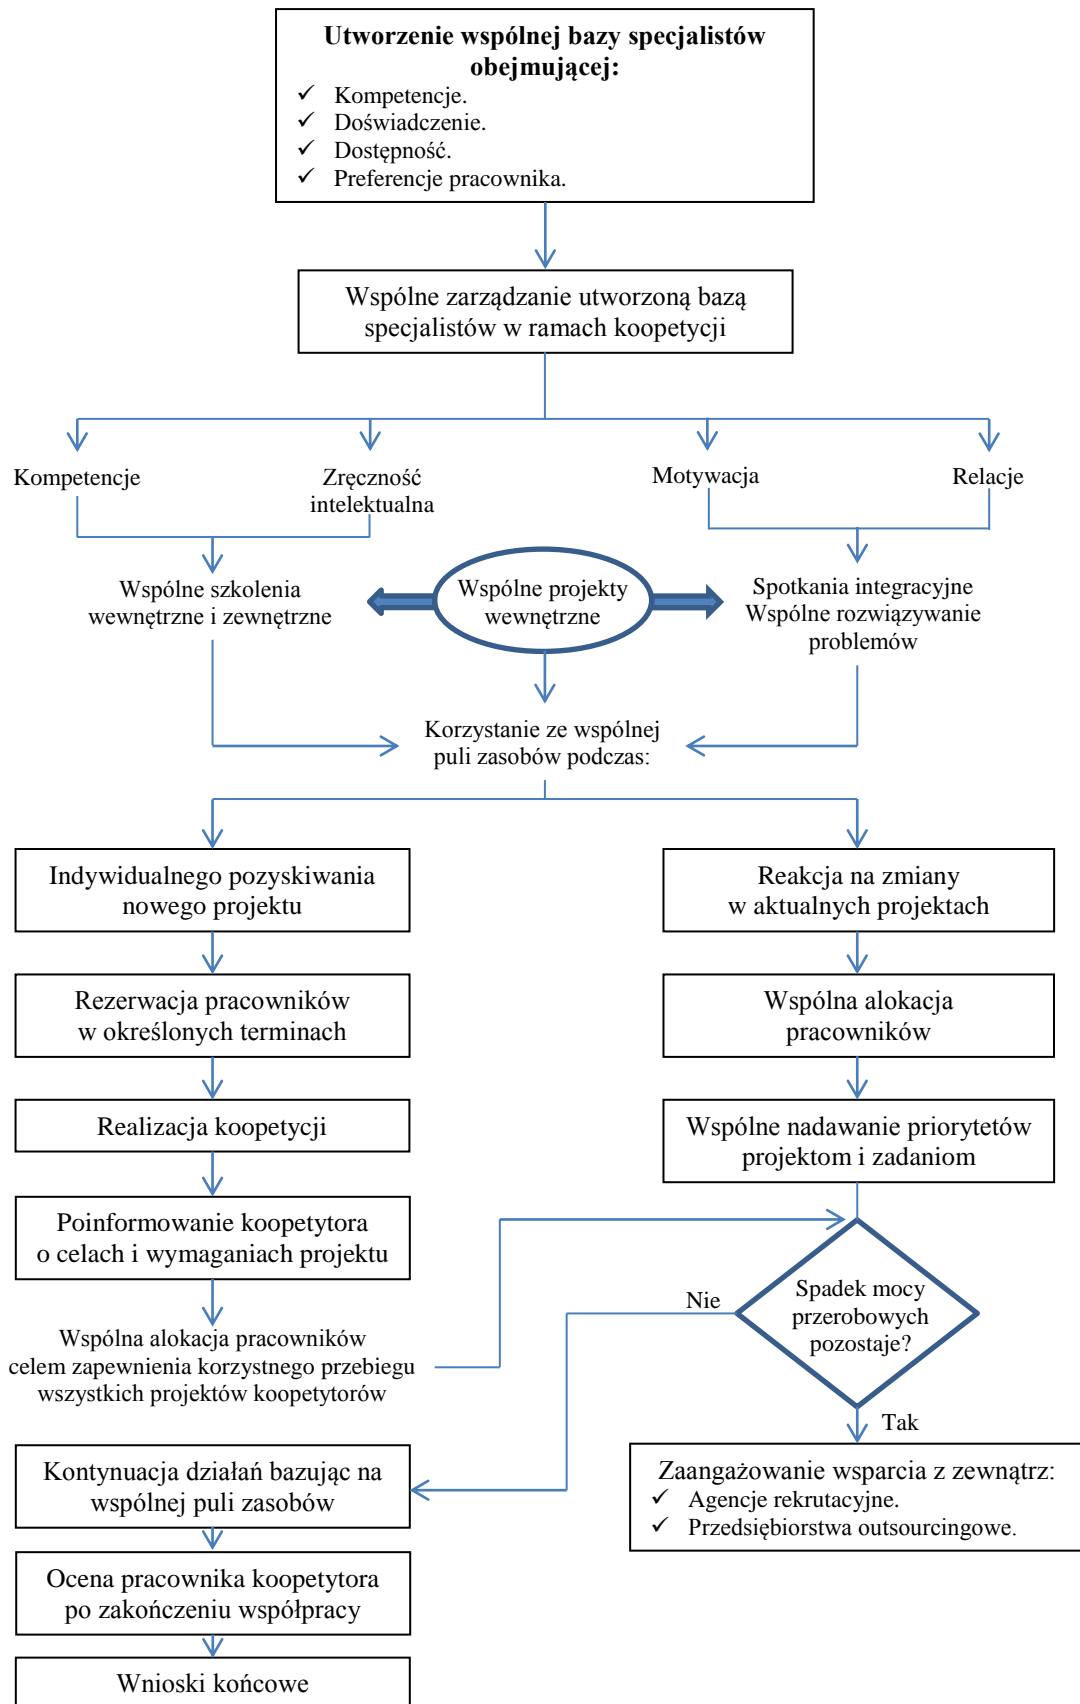 Utworzenie wspólnej bazy specjalistów
obejmującej:
✓ Kompetencje.
✓ Doświadczenie.
✓ Dostępność.
✓ Preferencje pracownika.
Wspólne zarządzanie utworzoną bazą
specjalistów w ramach koopetycji
Kompetencje
Zręczność
intelektualna
Motywacja
Relacje
Wspólne szkolenia
wewnętrzne i zewnętrzne
Wspólne projekty
wewnętrzne
Spotkania integracyjne
Wspólne rozwiązywanie
problemów
Korzystanie ze wspólnej
puli zasobów podczas:
Indywidualnego pozyskiwania
nowego projektu
Reakcja na zmiany
w aktualnych projektach
Rezerwacja pracowników
w określonych terminach
Wspólna alokacja
pracowników
Realizacja koopetycji
Wspólne nadawanie priorytetów
projektom i zadaniom
Poinformowanie koopetytora
o celach i wymaganiach projektu
Nie
Spadek mocy
przerobowych
pozostaje?
Wspólna alokacja pracowników
celem zapewnienia korzystnego przebiegu
wszystkich projektów koopetytorów
Tak
Kontynuacja działań bazując na
wspólnej puli zasobów
Zaangażowanie wsparcia z zewnątrz:
✓ Agencje rekrutacyjne.
✓ Przedsiębiorstwa outsourcingowe.
Ocena pracownika koopetytora
po zakończeniu współpracy
Wnioski końcowe